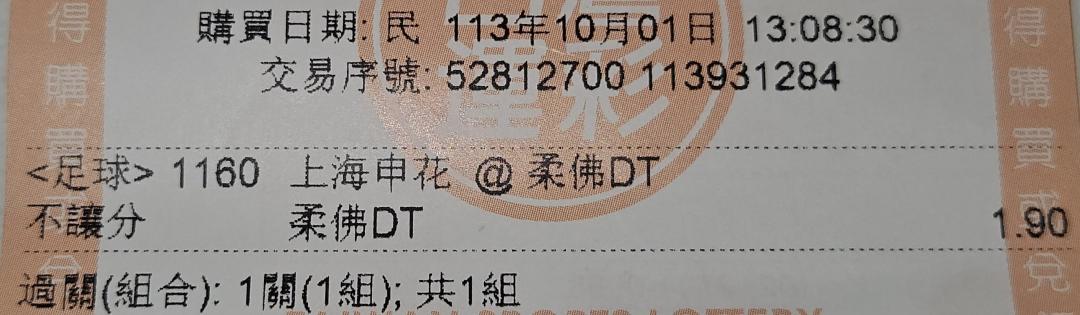 購買日期: 民 113年10月01日 13:08:30
交易序號: 52812700 113931284
<足球> 1160 上海申花 @ 柔佛DT
不讓分 柔佛DT 1.90
過關(組合): 1關(1組); 共1組